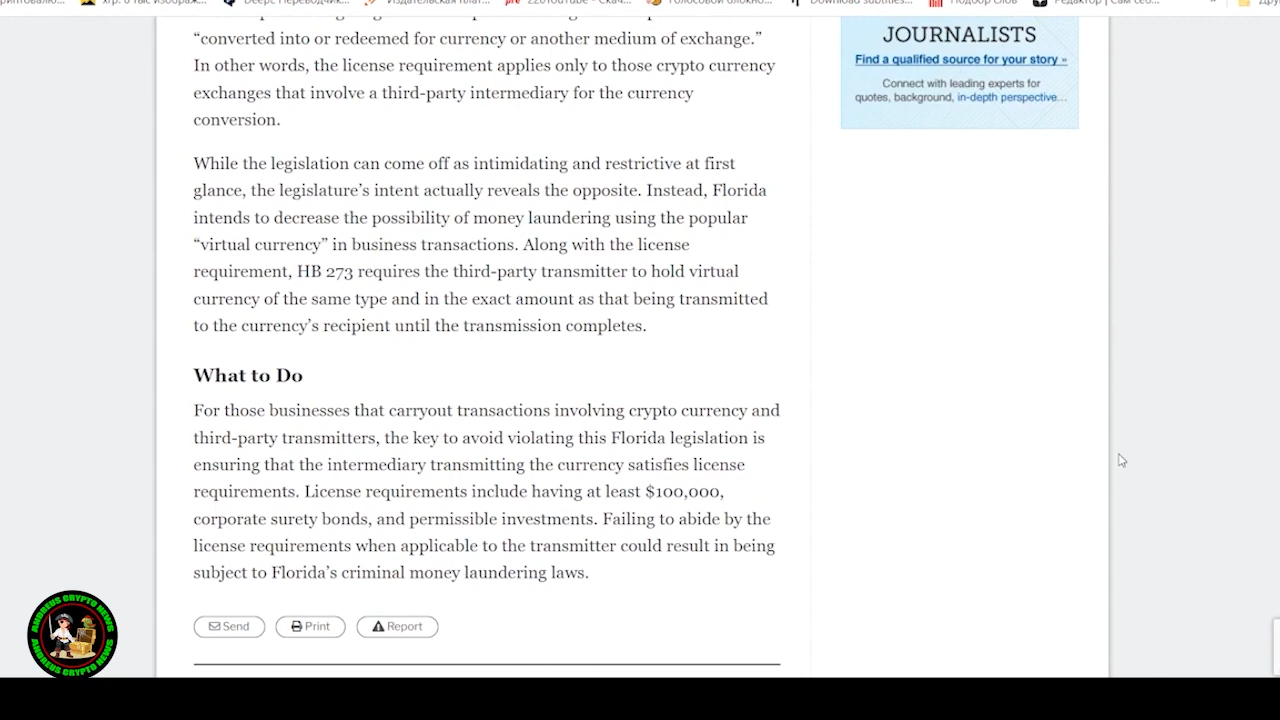 Download subtitles...
Подбор слов
Редактор | Сам себ...
"converted into or redeemed for currency or another medium of exchange."
In other words, the license requirement applies only to those crypto currency
exchanges that involve a third-party intermediary for the currency
conversion.
While the legislation can come off as intimidating and restrictive at first
glance, the legislature's intent actually reveals the opposite. Instead, Florida
intends to decrease the possibility of money laundering using the popular
"virtual currency" in business transactions. Along with the license
requirement, HB 273 requires the third-party transmitter to hold virtual
currency of the same type and in the exact amount as that being transmitted
to the currency's recipient until the transmission completes.
What to Do
For those businesses that carryout transactions involving crypto currency and
third-party transmitters, the key to avoid violating this Florida legislation is
ensuring that the intermediary transmitting the currency satisfies license
requirements. License requirements include having at least $100,000,
corporate surety bonds, and permissible investments. Failing to abide by the
license requirements when applicable to the transmitter could result in being
subject to Florida's criminal money laundering laws.
Send
Print
Report
JOURNALISTS
Find a qualified source for your story »
Connect with leading experts for
quotes, background, in-depth perspective...
ANDREUS CRYPTO NEWS
ANDREUS CRYPTO NEWS